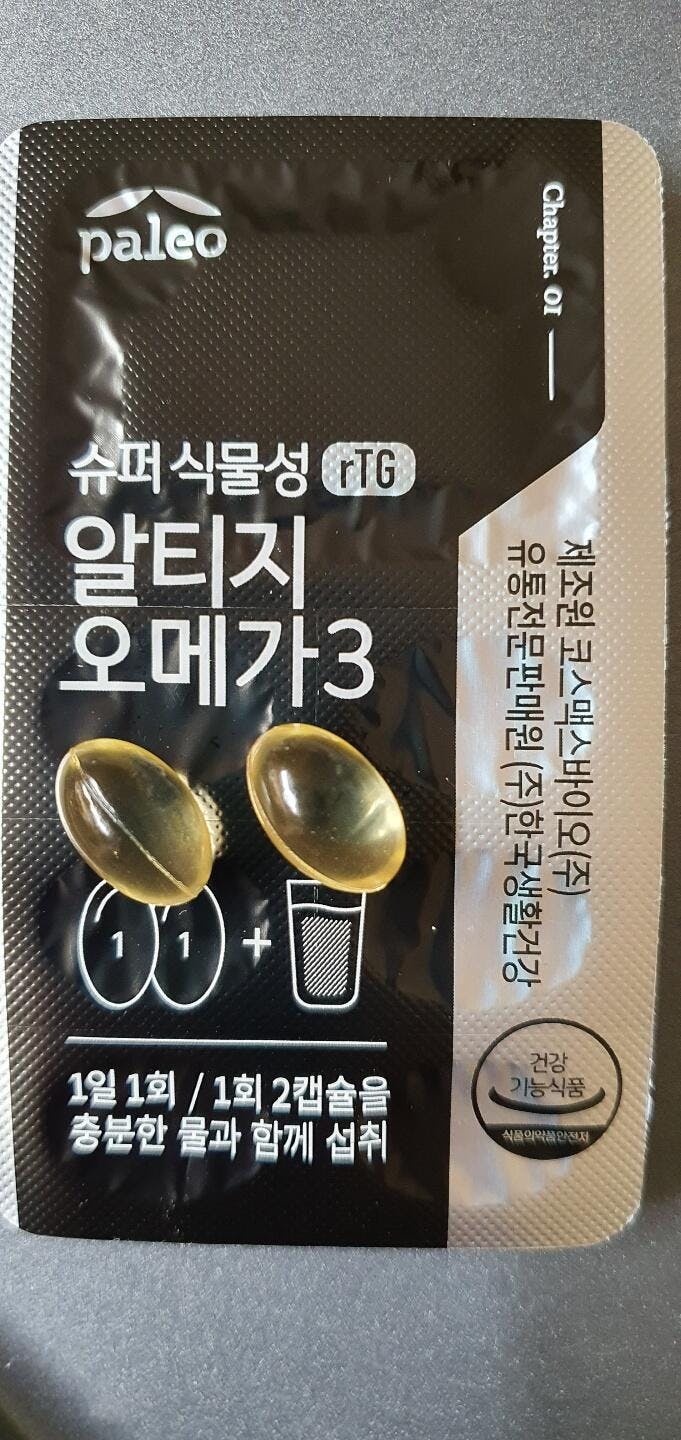 paleo
Chapter. 01
슈퍼 식물성 rTG
알티지
오메가3
제조원 코스맥스바이오(주)
유통전문판매원 (주)한국생활건강
1 1 +
1일 1회 / 1회 2캡슐을
충분한 물과 함께 섭취
건강
기능식품
식품의약품안전처